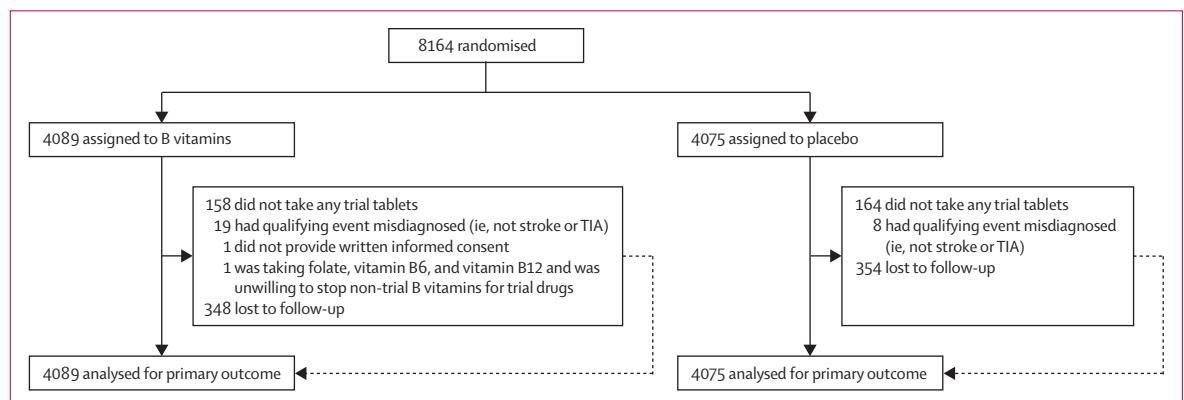 8164 randomised
4089 assigned to B vitamins
4075 assigned to placebo
158 did not take any trial tablets
19 had qualifying event misdiagnosed (ie, not stroke or TIA)
1 did not provide written informed consent
1 was taking folate, vitamin B6, and vitamin B12 and was
unwilling to stop non-trial B vitamins for trial drugs
348 lost to follow-up
164 did not take any trial tablets
8 had qualifying event misdiagnosed
(ie, not stroke or TIA)
354 lost to follow-up
4089 analysed for primary outcome
4075 analysed for primary outcome